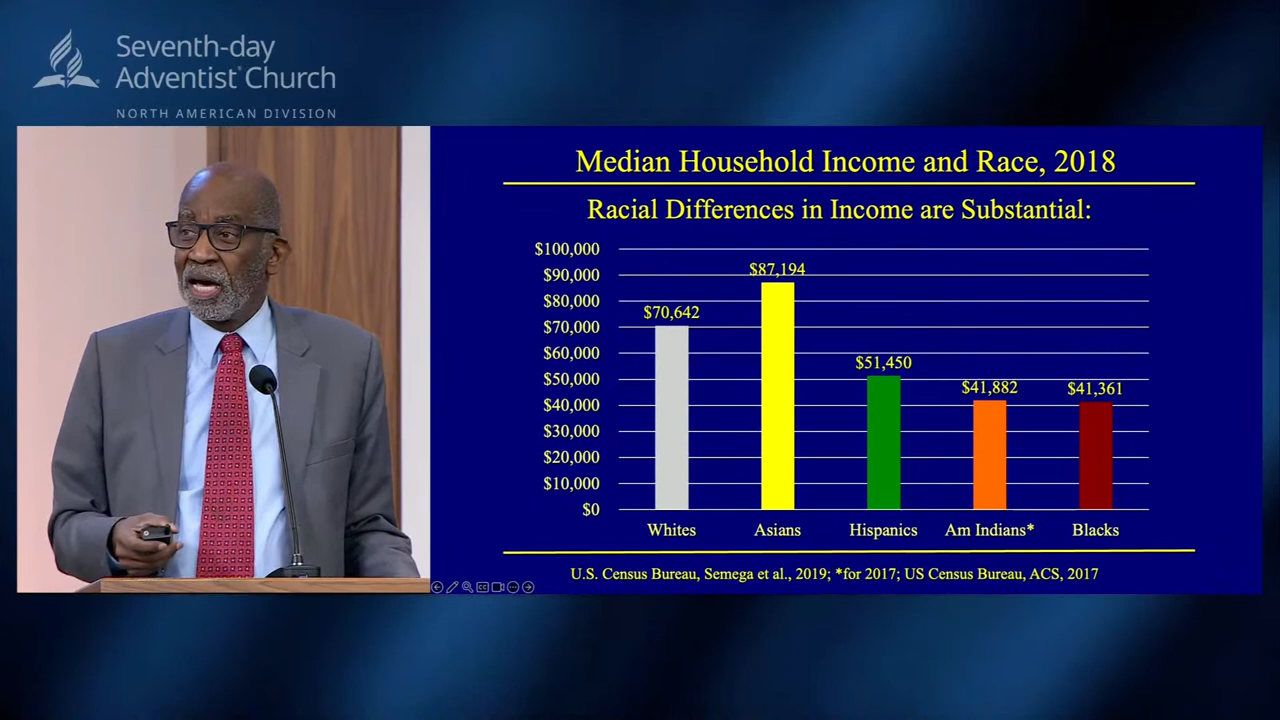 Seventh-day
Adventist® Church
NORTH AMERICAN DIVISION
Median Household Income and Race, 2018
Racial Differences in Income are Substantial:
$100,000
$90,000
$80,000
$70,000
$60,000
$50,000
$40,000
$30,000
$20,000
$10,000
$0
$70,642
$87,194
$51,450
$41,882
$41,361
Whites
Asians
Hispanics
Am Indians*
Blacks
U.S. Census Bureau, Semega et al., 2019; *for 2017; US Census Bureau, ACS, 2017
CC